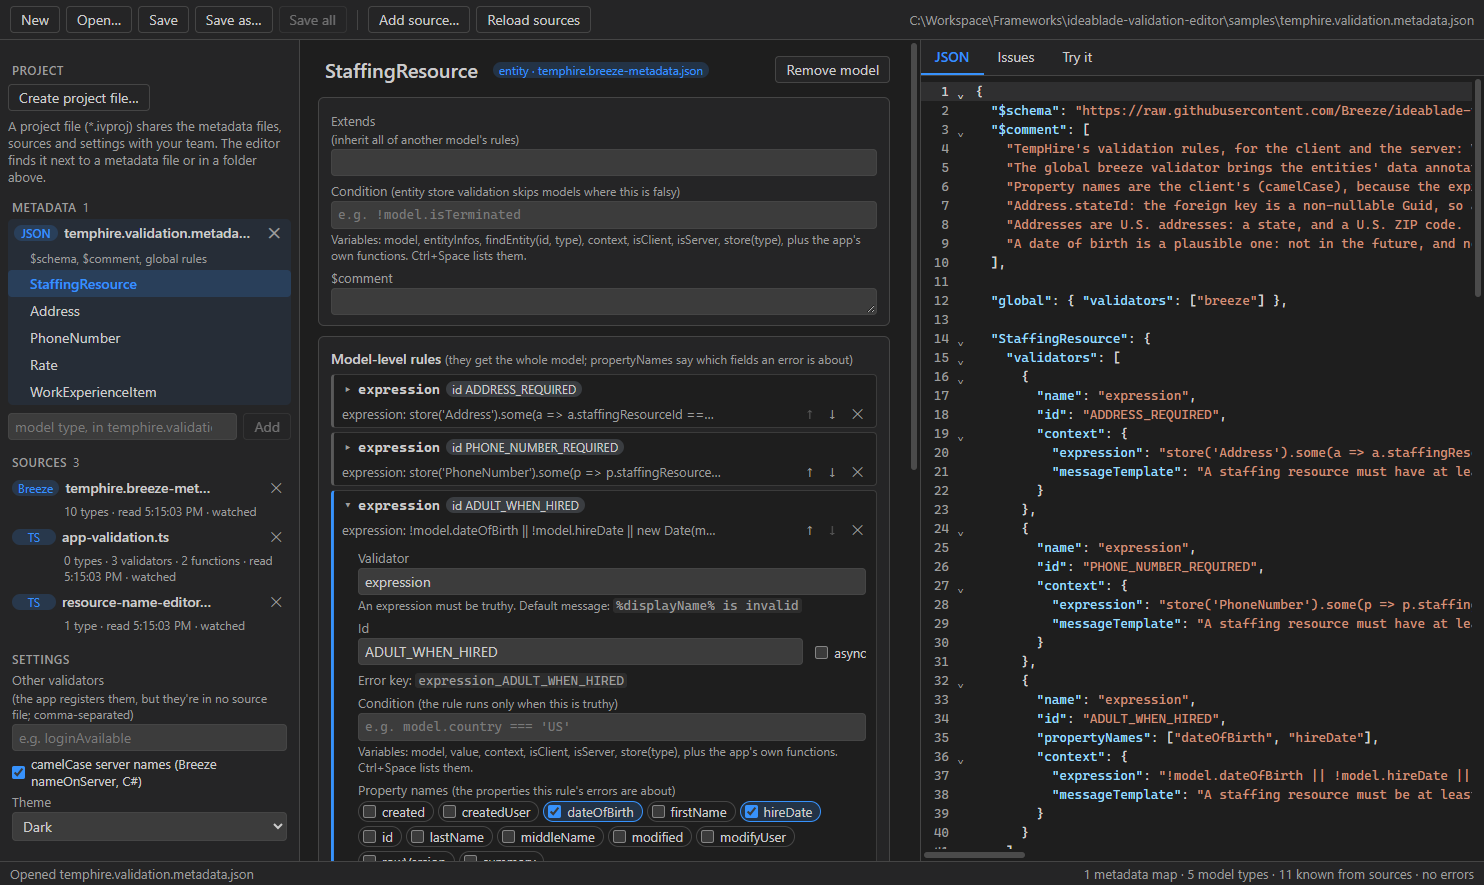 New Open... Save Save as... Save all Add source... Reload sources C:\Workspace\Frameworks\ideablade-validation-editor\samples\temphire.validation.metadata.json
PROJECT
Create project file...
A project file (*.ivproj) shares the metadata files,
sources and settings with your team. The editor
finds it next to a metadata file or in a folder
above.
METADATA 1
JSON temphire.validation.metada...
$schema, $comment, global rules
StaffingResource
Address
PhoneNumber
Rate
WorkExperienceItem
model type, in temphire.validati
Add
SOURCES 3
Breeze temphire.breeze-met...
10 types · read 5:15:03 PM · watched
TS app-validation.ts
0 types · 3 validators · 2 functions · read
5:15:03 PM · watched
TS resource-name-editor...
1 type · read 5:15:03 PM · watched
SETTINGS
Other validators
(the app registers them, but they're in no source
file; comma-separated)
e.g. loginAvailable
camelCase server names (Breeze
nameOnServer, C#)
Theme
Dark
StaffingResource entity · temphire.breeze-metadata.json Remove model
Extends
(inherit all of another model's rules)
Condition (entity store validation skips models where this is falsy)
e.g. !model.isTerminated
Variables: model, entityInfos, findEntity(id, type), context, isClient, isServer, store(type), plus the app's
own functions. Ctrl+Space lists them.
$comment
Model-level rules (they get the whole model; propertyNames say which fields an error is about)
expression id ADDRESS_REQUIRED
expression: store('Address').some(a => a.staffingResourceId ==... ↑ ↓
expression id PHONE_NUMBER_REQUIRED
expression: store('PhoneNumber').some(p => p.staffingResource... ↑ ↓
expression id ADULT_WHEN_HIRED
expression: !model.dateOfBirth || !model.hireDate || new Date(m... ↑ ↓
Validator
expression
An expression must be truthy. Default message: %displayName% is invalid
Id
ADULT_WHEN_HIRED async
Error key: expression_ADULT_WHEN_HIRED
Condition (the rule runs only when this is truthy)
e.g. model.country === 'US'
Variables: model, value, context, isClient, isServer, store(type), plus the app's own functions.
Ctrl+Space lists them.
Property names (the properties this rule's errors are about)
created createdUser dateOfBirth firstName hireDate
id lastName middleName modified modifyUser
rowVersion summary
JSON Issues Try it
1 {
2 "$schema": "https://raw.githubusercontent.com/Breeze/ideablade-
3 "$comment": [
4 "TempHire's validation rules, for the client and the server:
5 "The global breeze validator brings the entities' data annota
6 "Property names are the client's (camelCase), because the exp
7 "Address.stateId: the foreign key is a non-nullable Guid, so
8 "Addresses are U.S. addresses: a state, and a U.S. ZIP code.
9 "A date of birth is a plausible one: not in the future, and n
10 ],
11
12 "global": { "validators": ["breeze"] },
13
14 "StaffingResource": {
15 "validators": [
16 {
17 "name": "expression",
18 "id": "ADDRESS_REQUIRED",
19 "context": {
20 "expression": "store('Address').some(a => a.staffingRes
21 "messageTemplate": "A staffing resource must have at lea
22 }
23 },
24 {
25 "name": "expression",
26 "id": "PHONE_NUMBER_REQUIRED",
27 "context": {
28 "expression": "store('PhoneNumber').some(p => p.staffin
29 "messageTemplate": "A staffing resource must have at lea
30 }
31 },
32 {
33 "name": "expression",
34 "id": "ADULT_WHEN_HIRED",
35 "propertyNames": ["dateOfBirth", "hireDate"],
36 "context": {
37 "expression": "!model.dateOfBirth || !model.hireDate ||
38 "messageTemplate": "A staffing resource must be at leas
39 }
40 }
Opened temphire.validation.metadata.json
1 metadata map · 5 model types · 11 known from sources · no errors